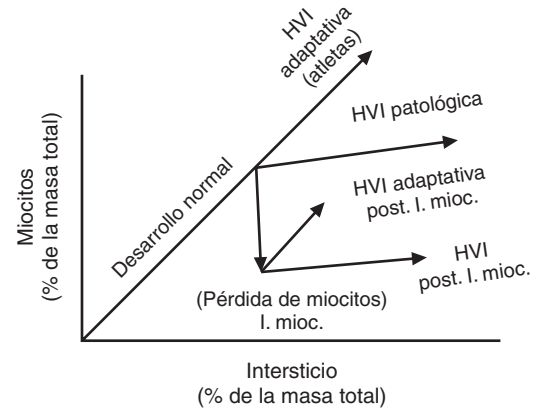 HVI
adaptativa
(atletas)
HVI patológica
Desarrollo normal
HVI adaptativa
post. I. mioc.
HVI
post. I. mioc.
(Pérdida de miocitos)
I. mioc.
Miocitos
(% de la masa total)
Intersticio
(% de la masa total)